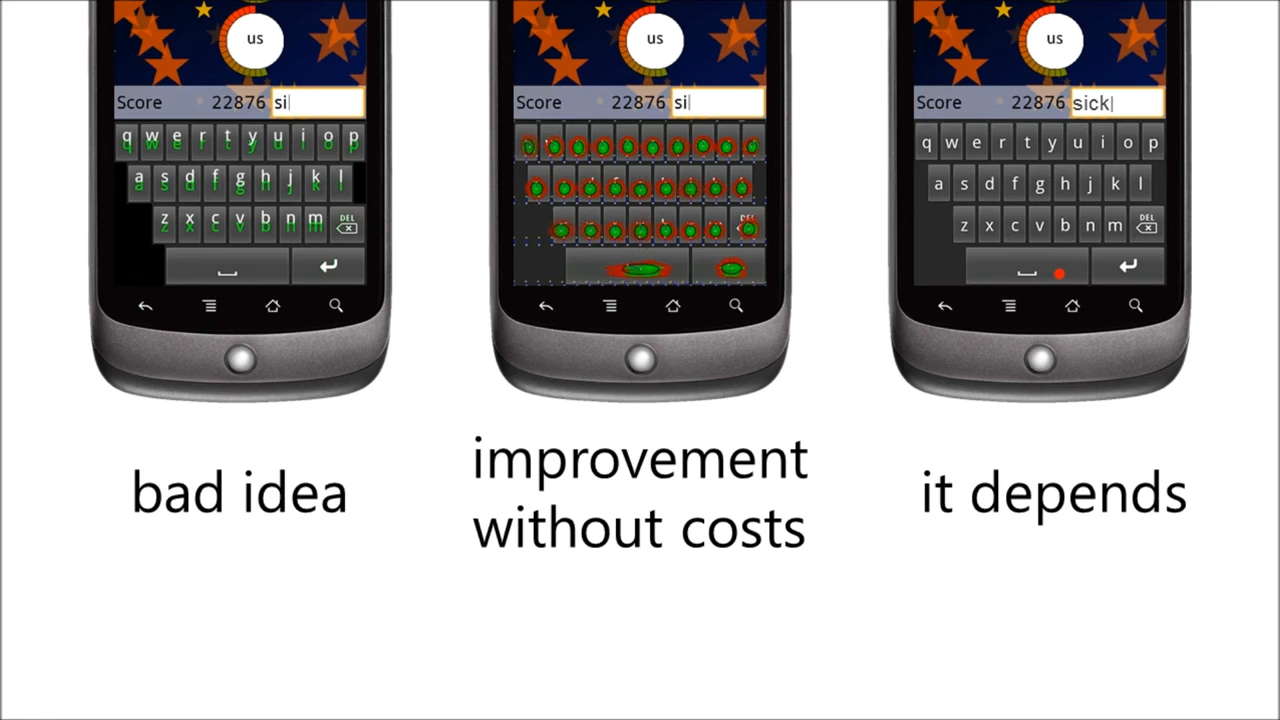 us
Score 22876 si
q w e r t y u i o p
a s d f g h j k l
z x c v b n m DEL
bad idea
us
Score 22876 si
improvement
without costs
us
Score 22876 sick
q w e r t y u i o p
a s d f g h j k l
z x c v b n m DEL
it depends